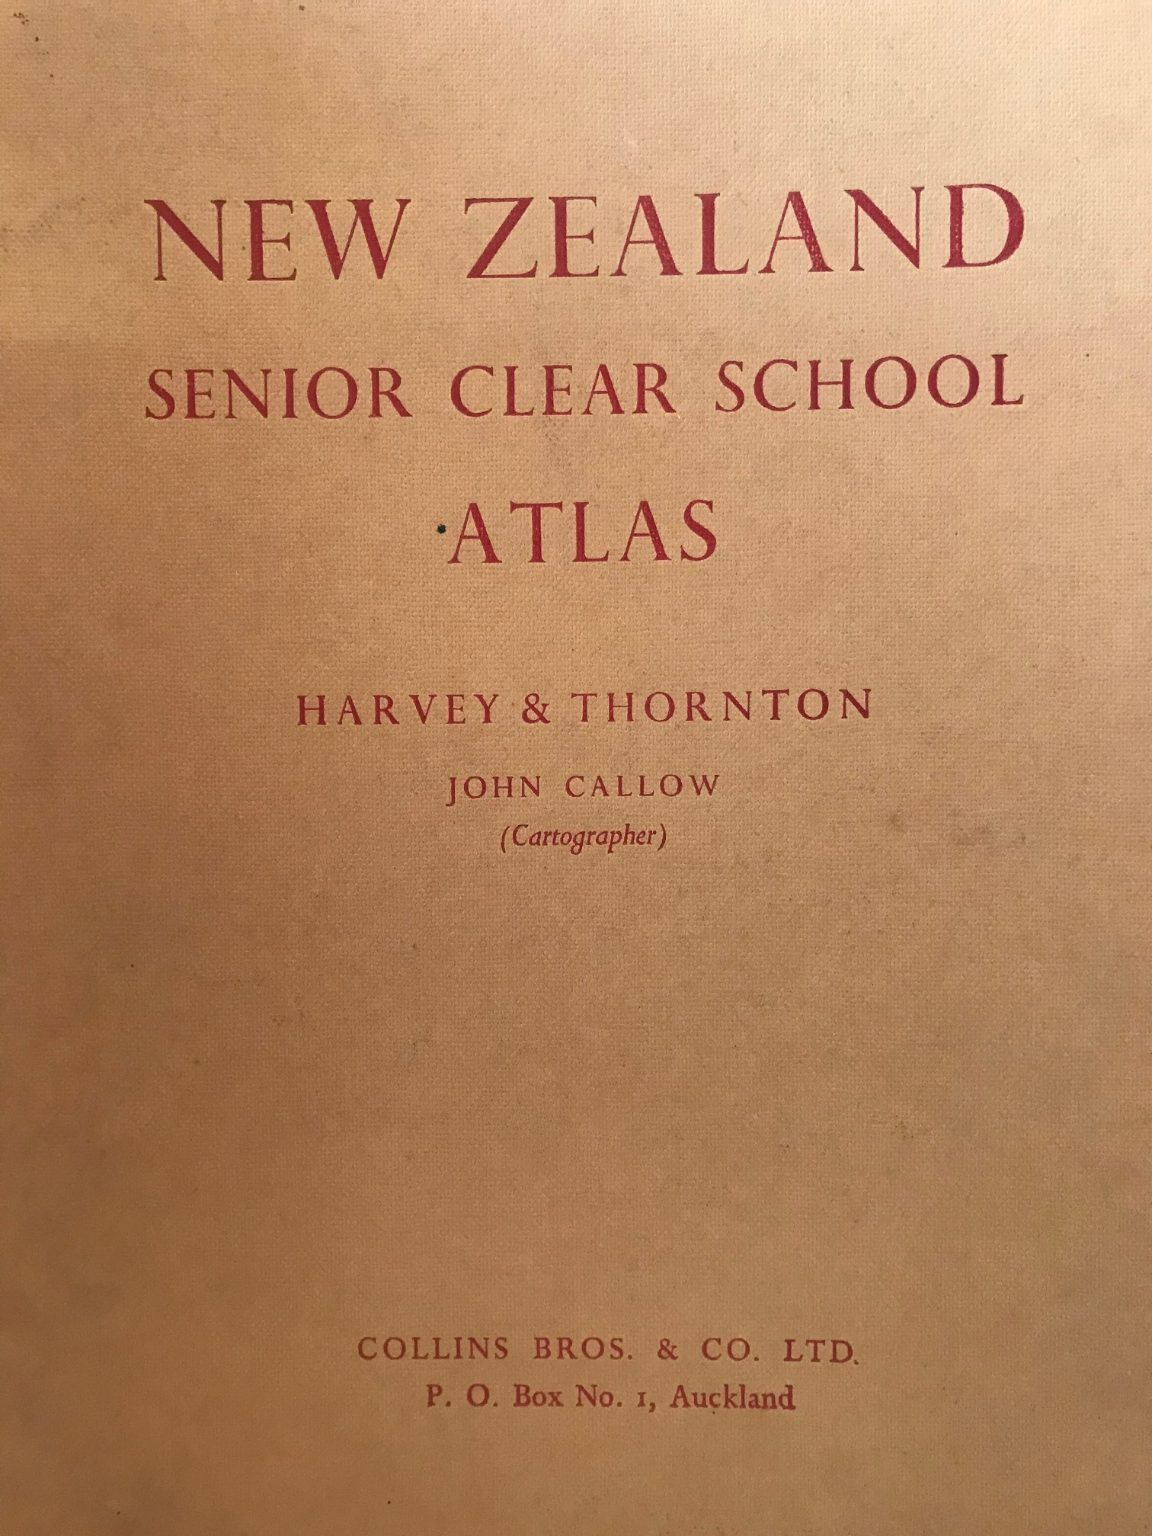 NEW ZEALAND
SENIOR CLEAR SCHOOL
ATLAS
HARVEY & THORNTON
JOHN CALLOW
(Cartographer)
COLLINS BROS. & CO. LTD.
P. O. Box No. 1, Auckland